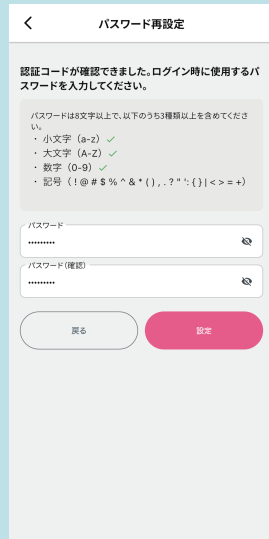 パスワード再設定
認証コードが確認できました。ログイン時に使用するパ
スワードを入力してください。
パスワードは8文字以上で、以下のうち3種類以上を含めてくださ
い。
・ 小文字（a-z）✓
・ 大文字（A-Z）✓
・ 数字（0-9）✓
・ 記号（ ! @ # $ % ^ & * ( ) , . ? " ': { } | < > = +）
パスワード
•••••••••
パスワード（確認）
•••••••••
戻る
設定